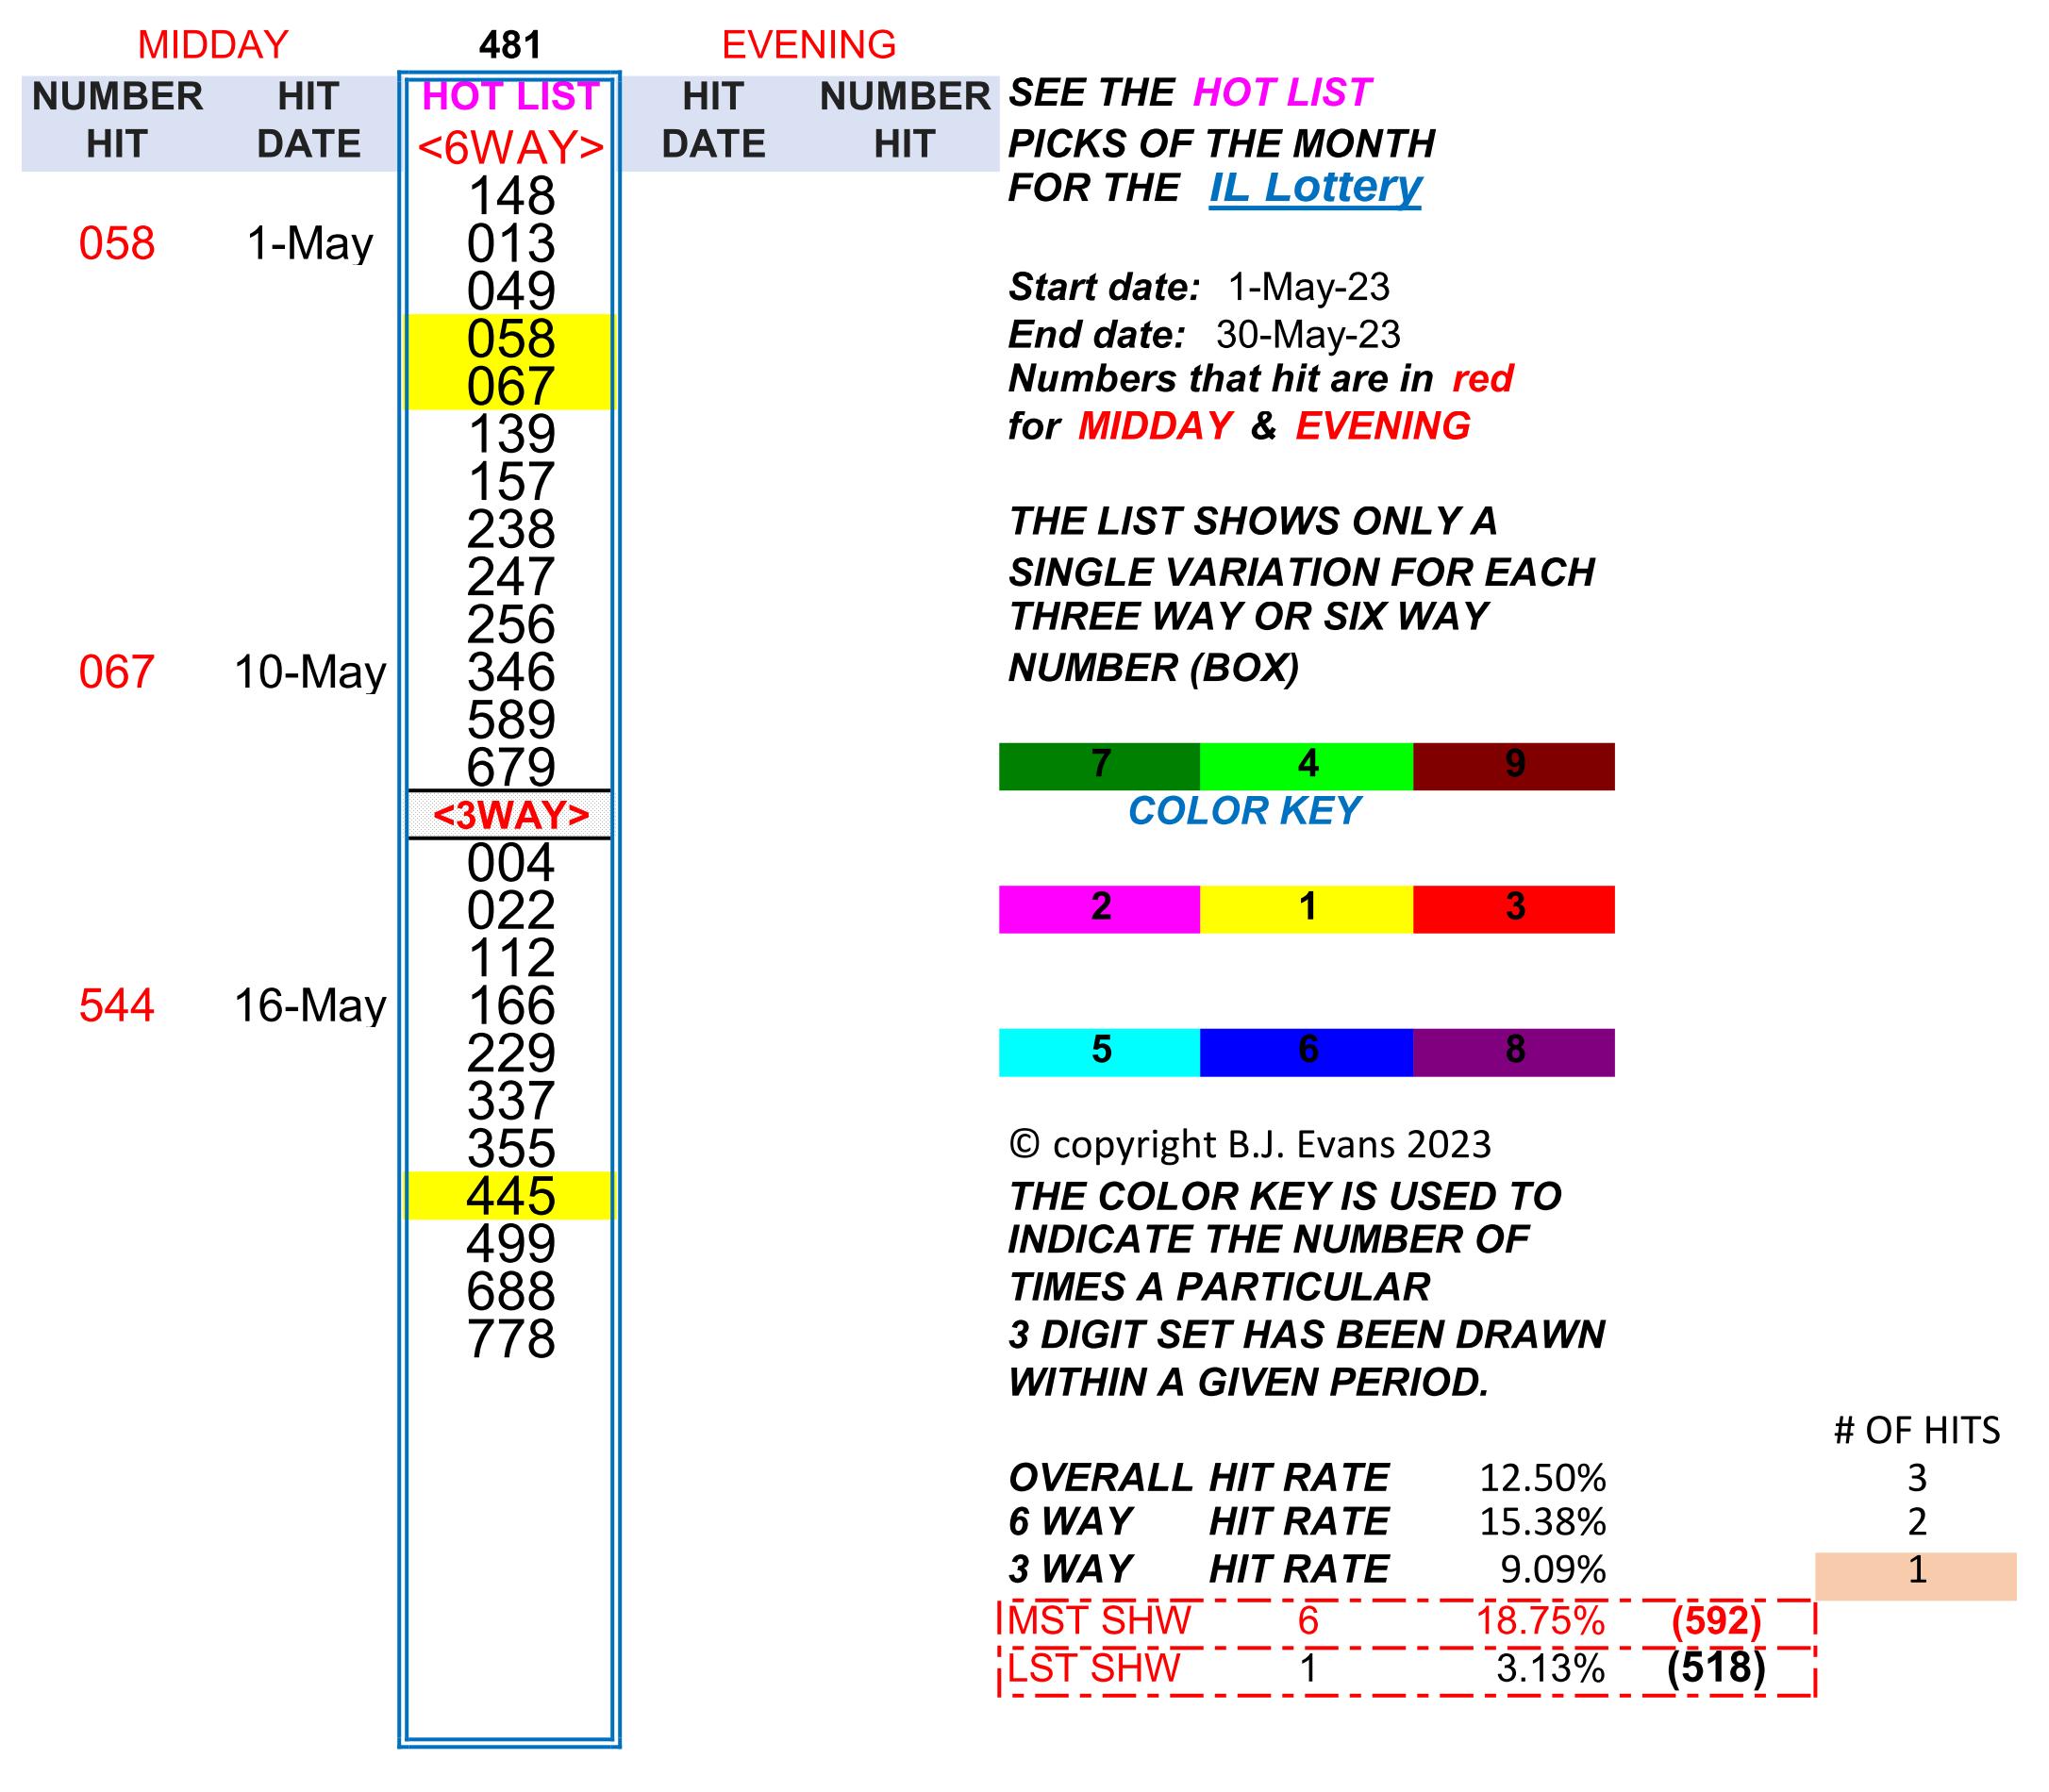 MIDDAY 481 EVENING
NUMBER HIT HOT LIST HIT NUMBER SEE THE HOT LIST
HIT DATE <6WAY> DATE HIT PICKS OF THE MONTH
148 FOR THE IL Lottery
058 1-May 013
049 Start date: 1-May-23
058 End date: 30-May-23
067 Numbers that hit are in red
139 for MIDDAY & EVENING
157
238 THE LIST SHOWS ONLY A
247 SINGLE VARIATION FOR EACH
256 THREE WAY OR SIX WAY
067 10-May 346 NUMBER (BOX)
589
679 7 4 9
<3WAY> COLOR KEY
004
022 2 1 3
112
544 16-May 166
229 5 6 8
337
355 © copyright B.J. Evans 2023
445 THE COLOR KEY IS USED TO
499 INDICATE THE NUMBER OF
688 TIMES A PARTICULAR
778 3 DIGIT SET HAS BEEN DRAWN
WITHIN A GIVEN PERIOD.
# OF HITS
OVERALL HIT RATE 12.50% 3
6 WAY HIT RATE 15.38% 2
3 WAY HIT RATE 9.09% 1
MST SHW 6 18.75% (592)
LST SHW 1 3.13% (518)